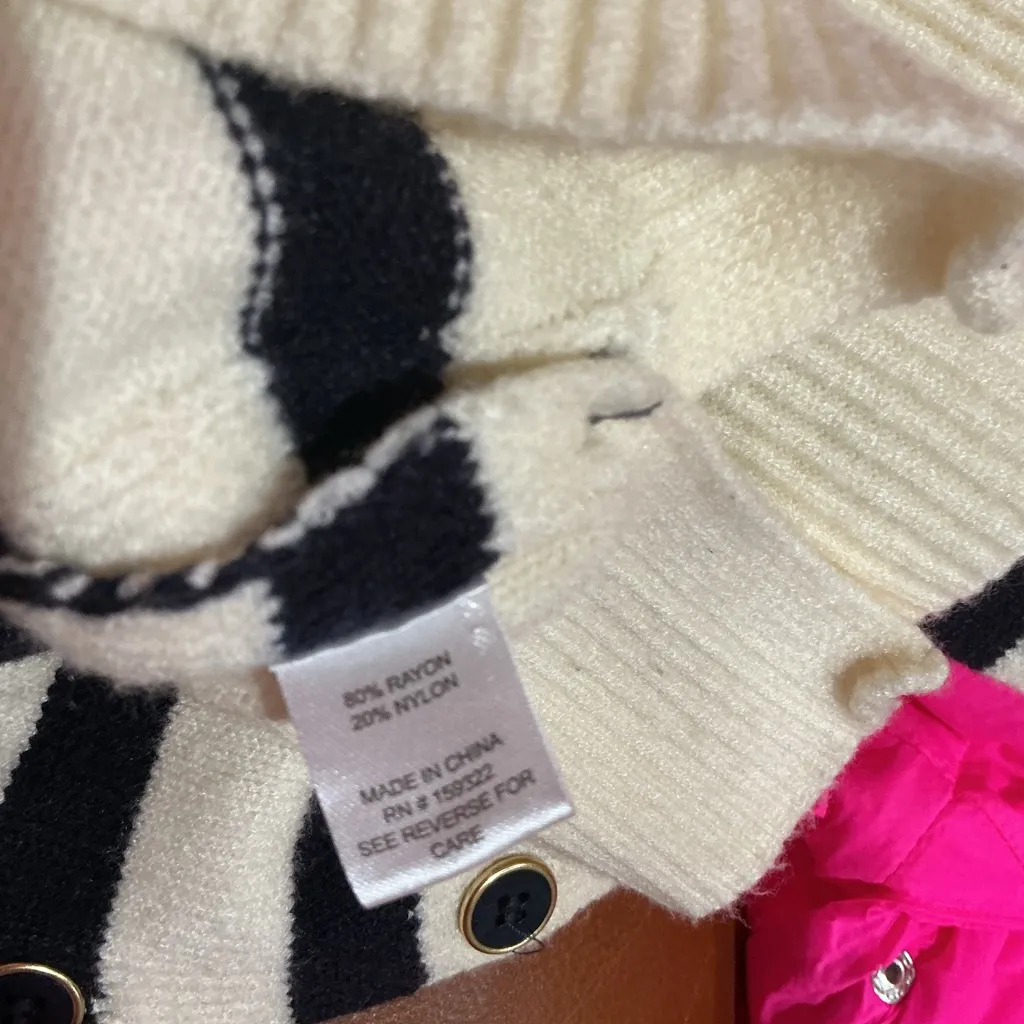 80% RAYON
20% NYLON
MADE IN CHINA
RN # 159322
SEE REVERSE FOR
CARE